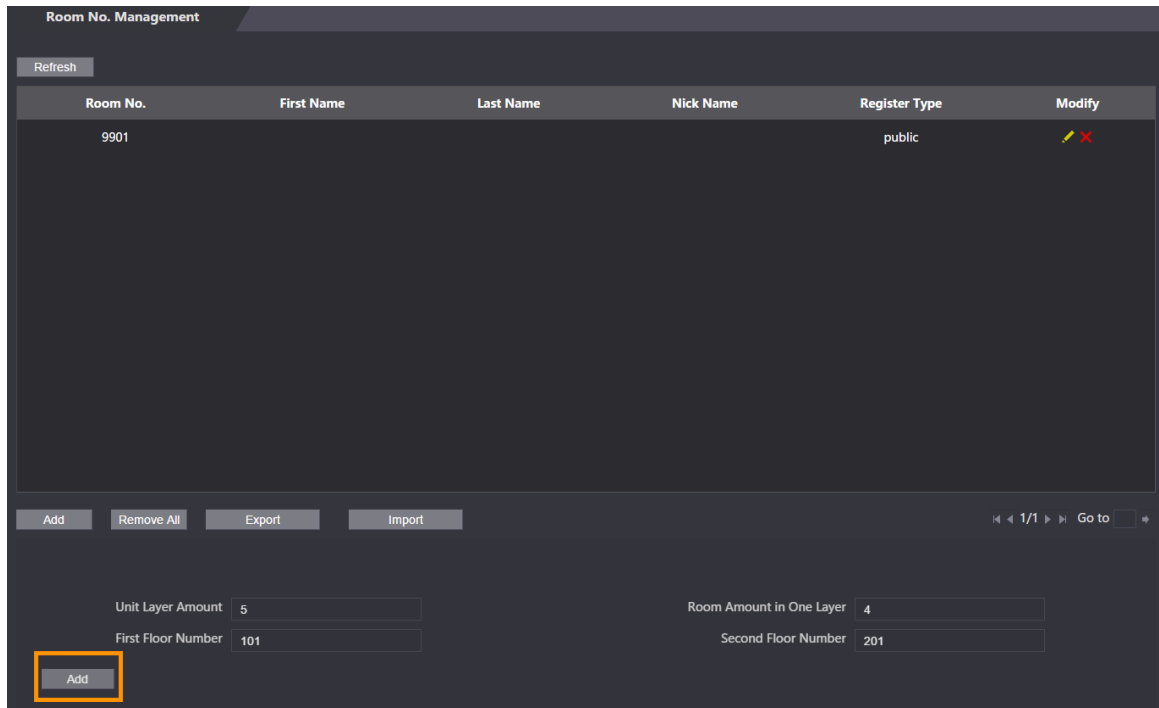 Room No. Management
Refresh
Room No. First Name Last Name Nick Name Register Type Modify
9901 public
Add Remove All Export Import 1/1 Go to
Unit Layer Amount 5 Room Amount in One Layer 4
First Floor Number 101 Second Floor Number 201
Add